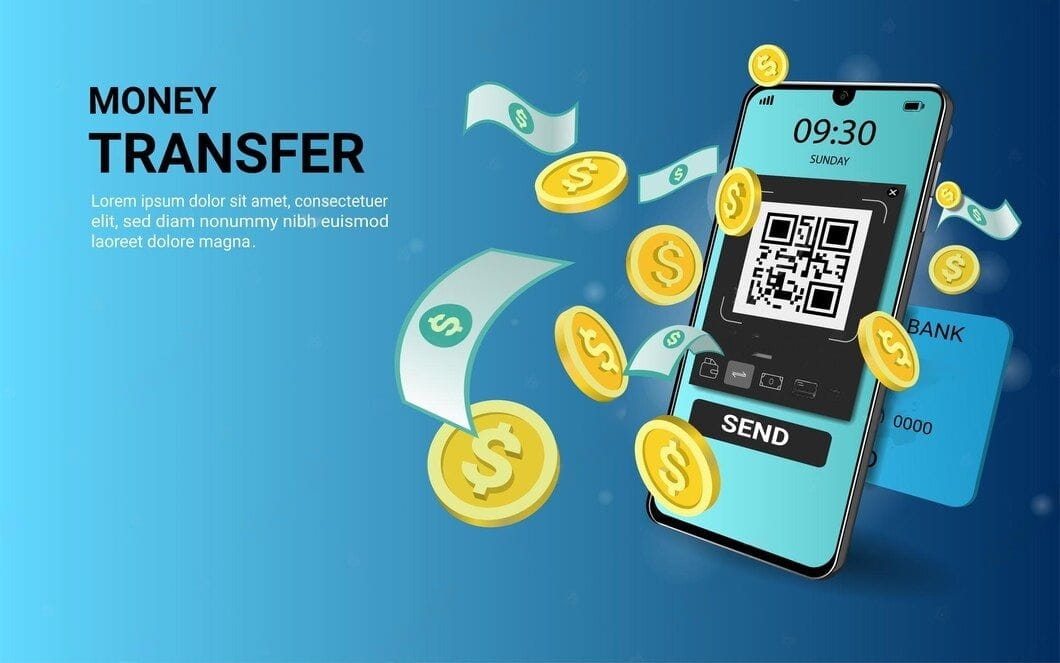 MONEY
TRANSFER
Lorem ipsum dolor sit amet, consectetuer
elit, sed diam nonummy nibh euismod
laoreet dolore magna.
09:30
SUNDAY
SEND
BANK
0000